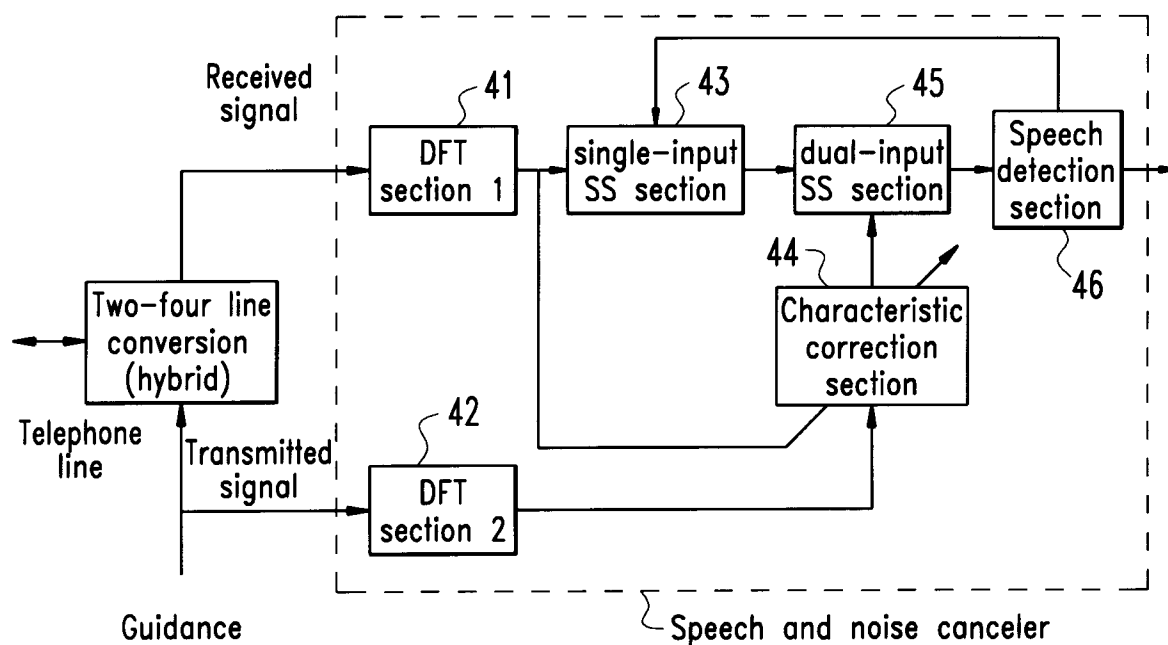 Received
signal
41
DFT
section 1
43
single-input
SS section
45
dual-input
SS section
Speech
detection
section
46
44
Characteristic
correction
section
Two-four line
conversion
(hybrid)
Telephone
line
Transmitted
signal
42
DFT
section 2
Guidance
Speech and noise canceler